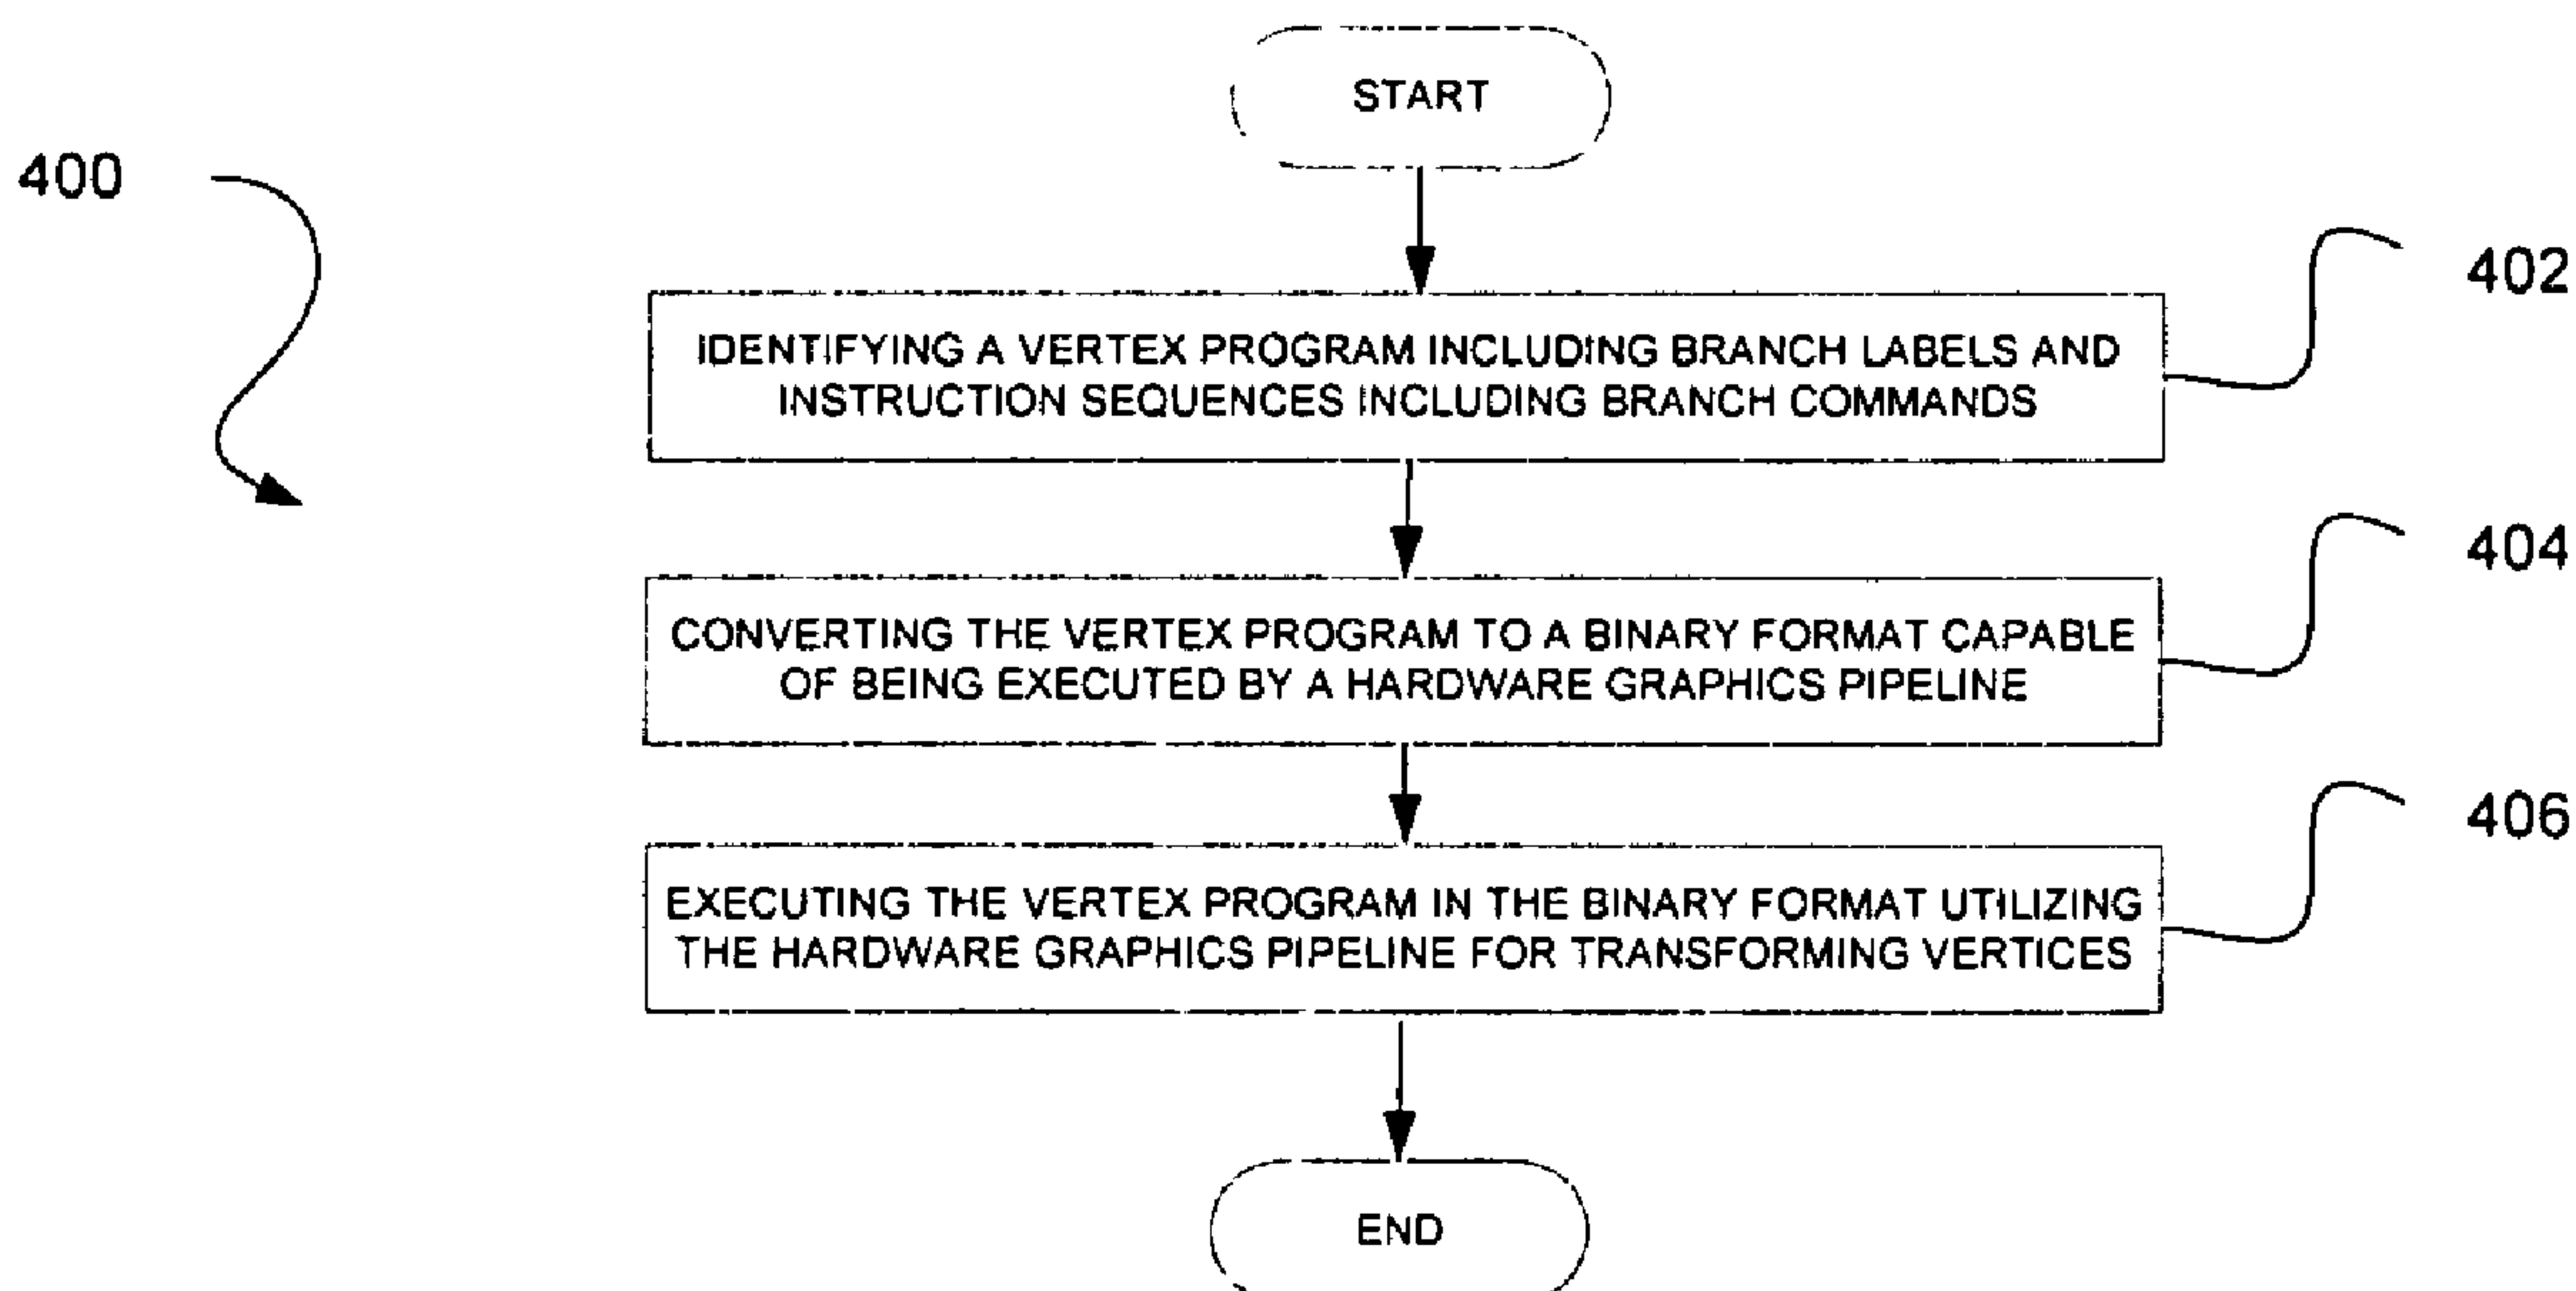 START
400
402
IDENTIFYING A VERTEX PROGRAM INCLUDING BRANCH LABELS AND
INSTRUCTION SEQUENCES INCLUDING BRANCH COMMANDS
404
CONVERTING THE VERTEX PROGRAM TO A BINARY FORMAT CAPABLE
OF BEING EXECUTED BY A HARDWARE GRAPHICS PIPELINE
406
EXECUTING THE VERTEX PROGRAM IN THE BINARY FORMAT UTILIZING
THE HARDWARE GRAPHICS PIPELINE FOR TRANSFORMING VERTICES
END